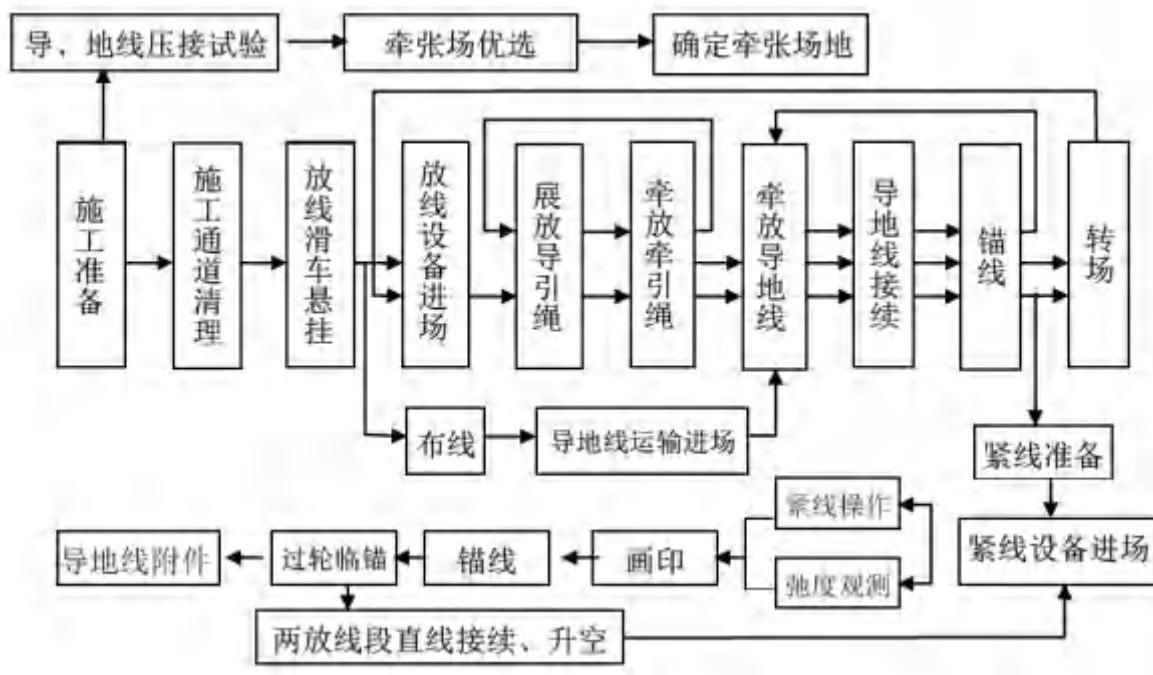 导、地线压接试验
牵张场优选
确定牵张场地
施工准备
施工通道清理
放线滑车悬挂
放线设备进场
展放导引绳
牵放牵引绳
牵放导地线
导地线接续
锚线
转场
布线
导地线运输进场
紧线准备
紧线操作
弛度观测
紧线设备进场
导地线附件
过轮临锚
锚线
画印
两放线段直线接续、升空